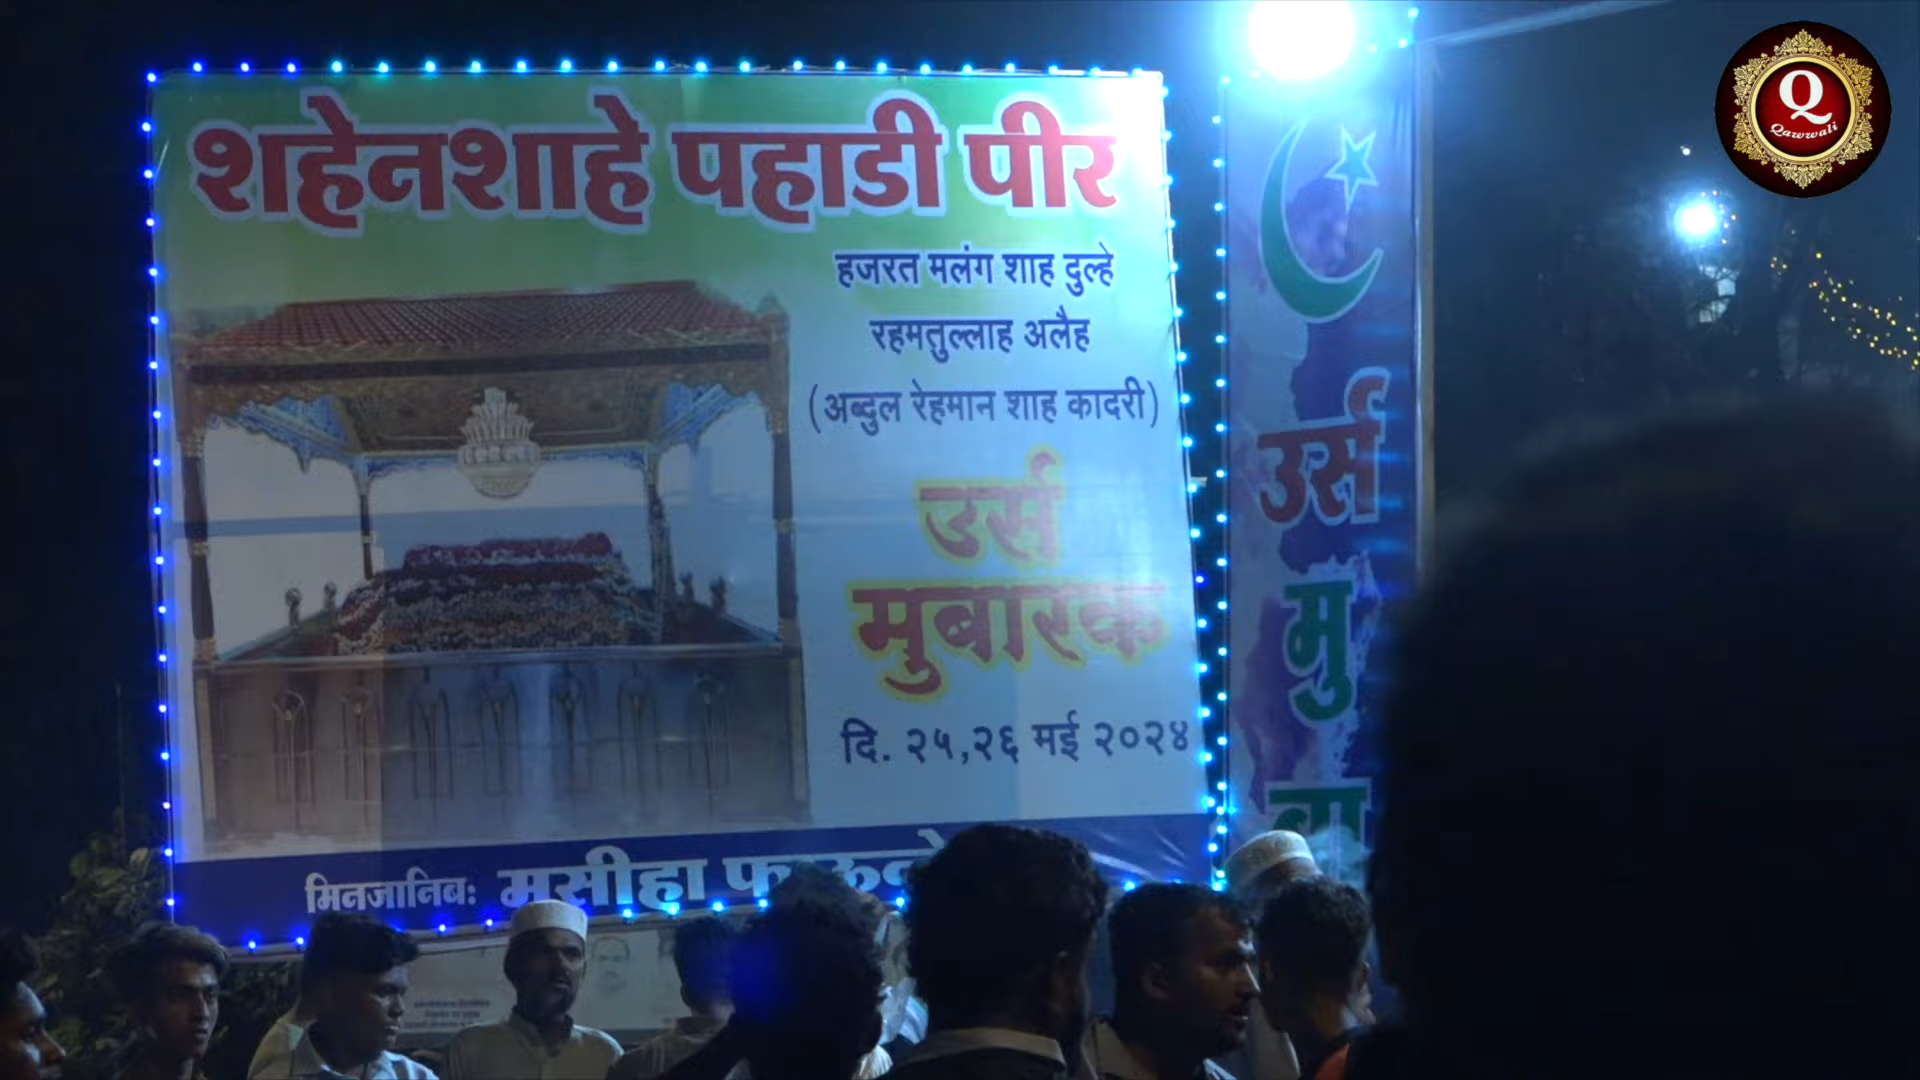 शहेनशाहे पहाडी पीर
हजरत मलंग शाह दुल्हे
रहमतुल्लाह अलैह
(अब्दुल रेहमान शाह कादरी)
उर्स
मुबारक
दि. २५,२६ मई २०२४
मिनजानिब: मसीहा
उर्स
मु
बा
Q
Qawwali